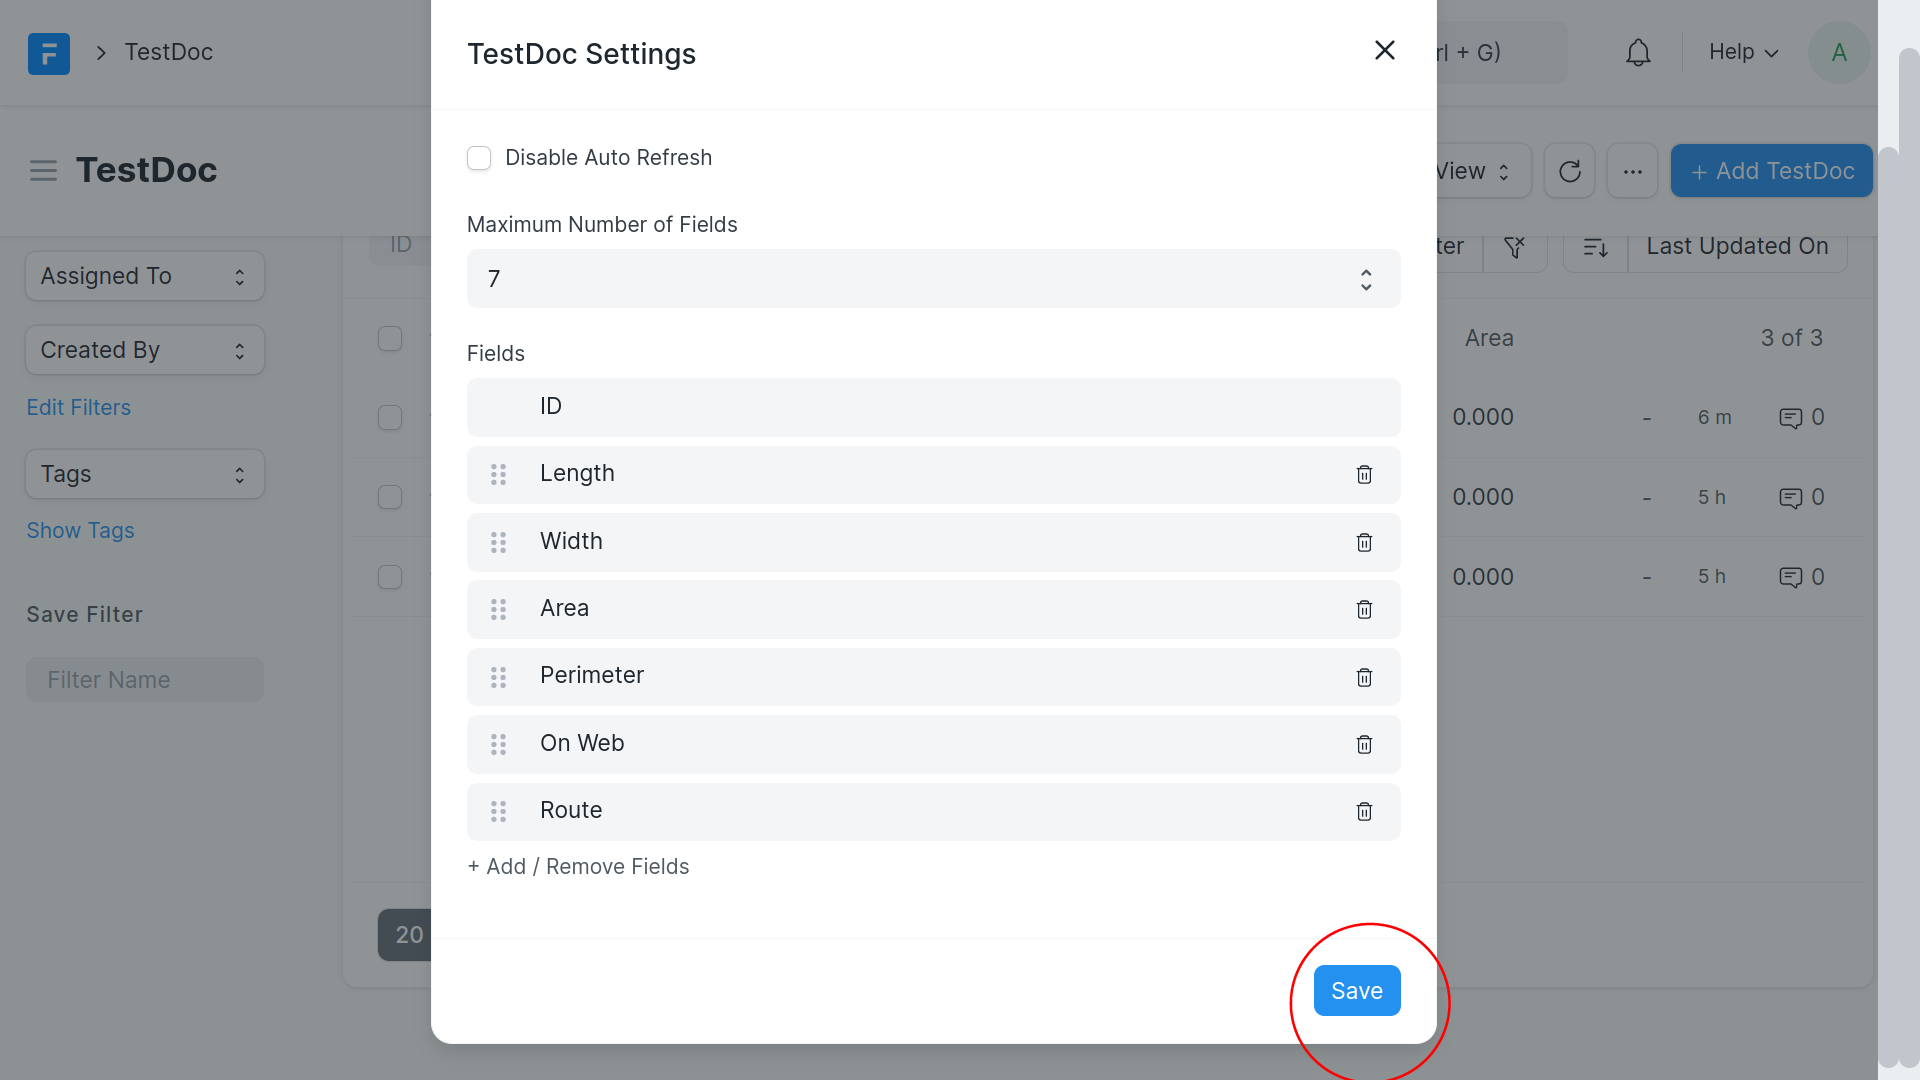 TestDoc
TestDoc Settings
rl + G)
Help
A
TestDoc
Disable Auto Refresh
View
...
+ Add TestDoc
Maximum Number of Fields
7
ID
ter
Last Updated On
Assigned To
Created By
Edit Filters
Tags
Show Tags
Save Filter
Filter Name
Fields
ID
Length
Width
Area
Perimeter
On Web
Route
+ Add / Remove Fields
Area 3 of 3
0.000 - 6 m 0
0.000 - 5 h 0
0.000 - 5 h 0
20
Save